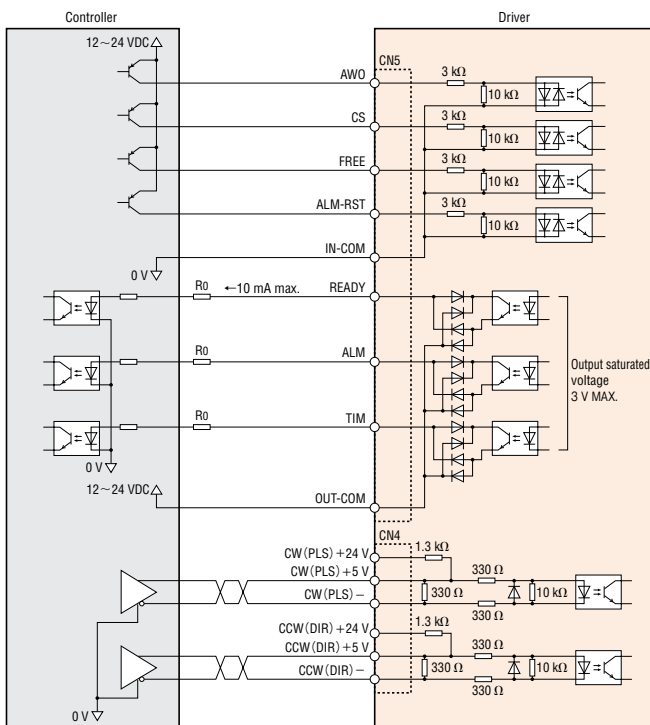 Controller
Driver
12～24 VDC
CN5
AWO
3 kΩ
10 kΩ
CS
3 kΩ
10 kΩ
FREE
3 kΩ
10 kΩ
ALM-RST
3 kΩ
10 kΩ
IN-COM
0 V
R0
←10 mA max.
READY
R0
ALM
Output saturated
voltage
3 V MAX.
R0
TIM
0 V
12～24 VDC
OUT-COM
CN4
CW(PLS)+24 V
1.3 kΩ
CW(PLS)+5 V
330 Ω
CW(PLS)−
330 Ω
10 kΩ
330 Ω
CCW(DIR)+24 V
1.3 kΩ
CCW(DIR)+5 V
330 Ω
330 Ω
10 kΩ
CCW(DIR)−
330 Ω
0 V